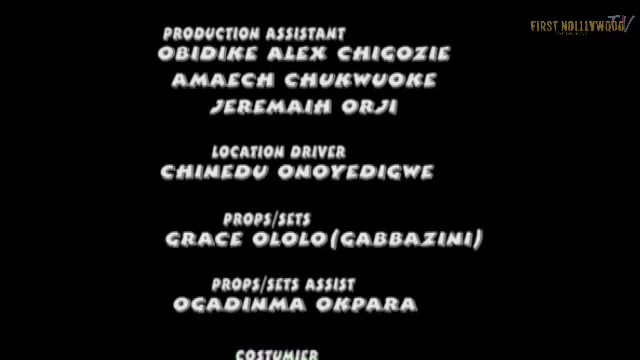 FIRST NOLLYWOOD TV
PRODUCTION ASSISTANT
OBIDIKE ALEX CHIGOZIE
AMAECH CHUKWUOKE
JEREMAIH ORJI
LOCATION DRIVER
CHINEDU ONOYEDIGWE
PROPS/SETS
GRACE OLOLO(GABBAZINI)
PROPS/SETS ASSIST
OGADINMA OKPARA
COSTUMIER